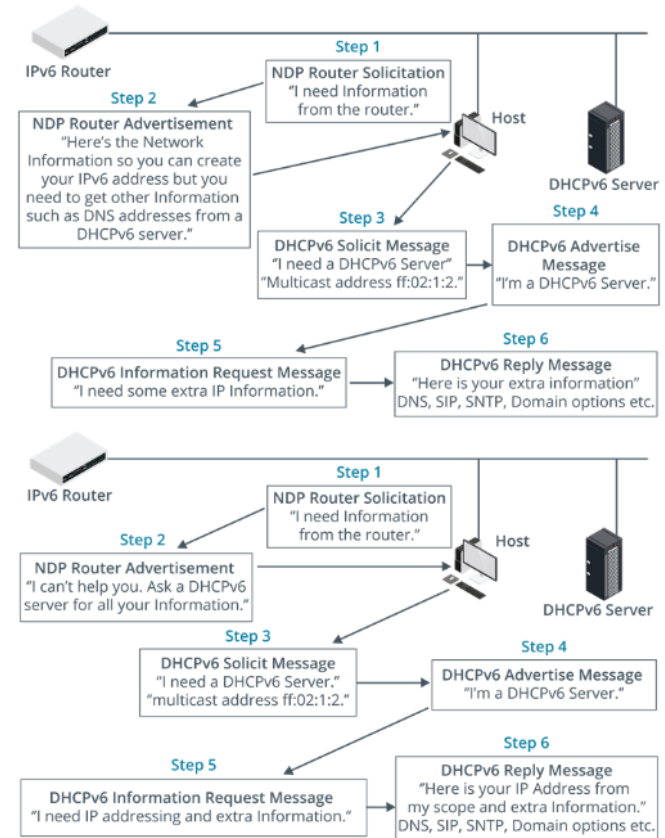 Step 1
IPv6 Router
NDP Router Solicitation
"I need Information
from the router."
Step 2
NDP Router Advertisement
"Here's the Network
Information so you can create
your IPv6 address but you
need to get other Information
such as DNS addresses from a
DHCPv6 server."
Host
DHCPv6 Server
Step 3
DHCPv6 Solicit Message
"I need a DHCPv6 Server"
"Multicast address ff:02:1:2."
Step 4
DHCPv6 Advertise
Message
"I'm a DHCPv6 Server."
Step 5
DHCPv6 Information Request Message
"I need some extra IP Information."
Step 6
DHCPv6 Reply Message
"Here is your extra information"
DNS, SIP, SNTP, Domain options etc.
IPv6 Router
Step 1
NDP Router Solicitation
"I need Information
from the router."
Step 2
NDP Router Advertisement
"I can't help you. Ask a DHCPv6
server for all your Information."
Host
DHCPv6 Server
Step 3
DHCPv6 Solicit Message
"I need a DHCPv6 Server."
"multicast address ff:02:1:2."
Step 4
DHCPv6 Advertise Message
"I'm a DHCPv6 Server."
Step 5
DHCPv6 Information Request Message
"I need IP addressing and extra Information."
Step 6
DHCPv6 Reply Message
"Here is your IP Address from
my scope and extra Information."
DNS, SIP, SNTP, Domain options etc.